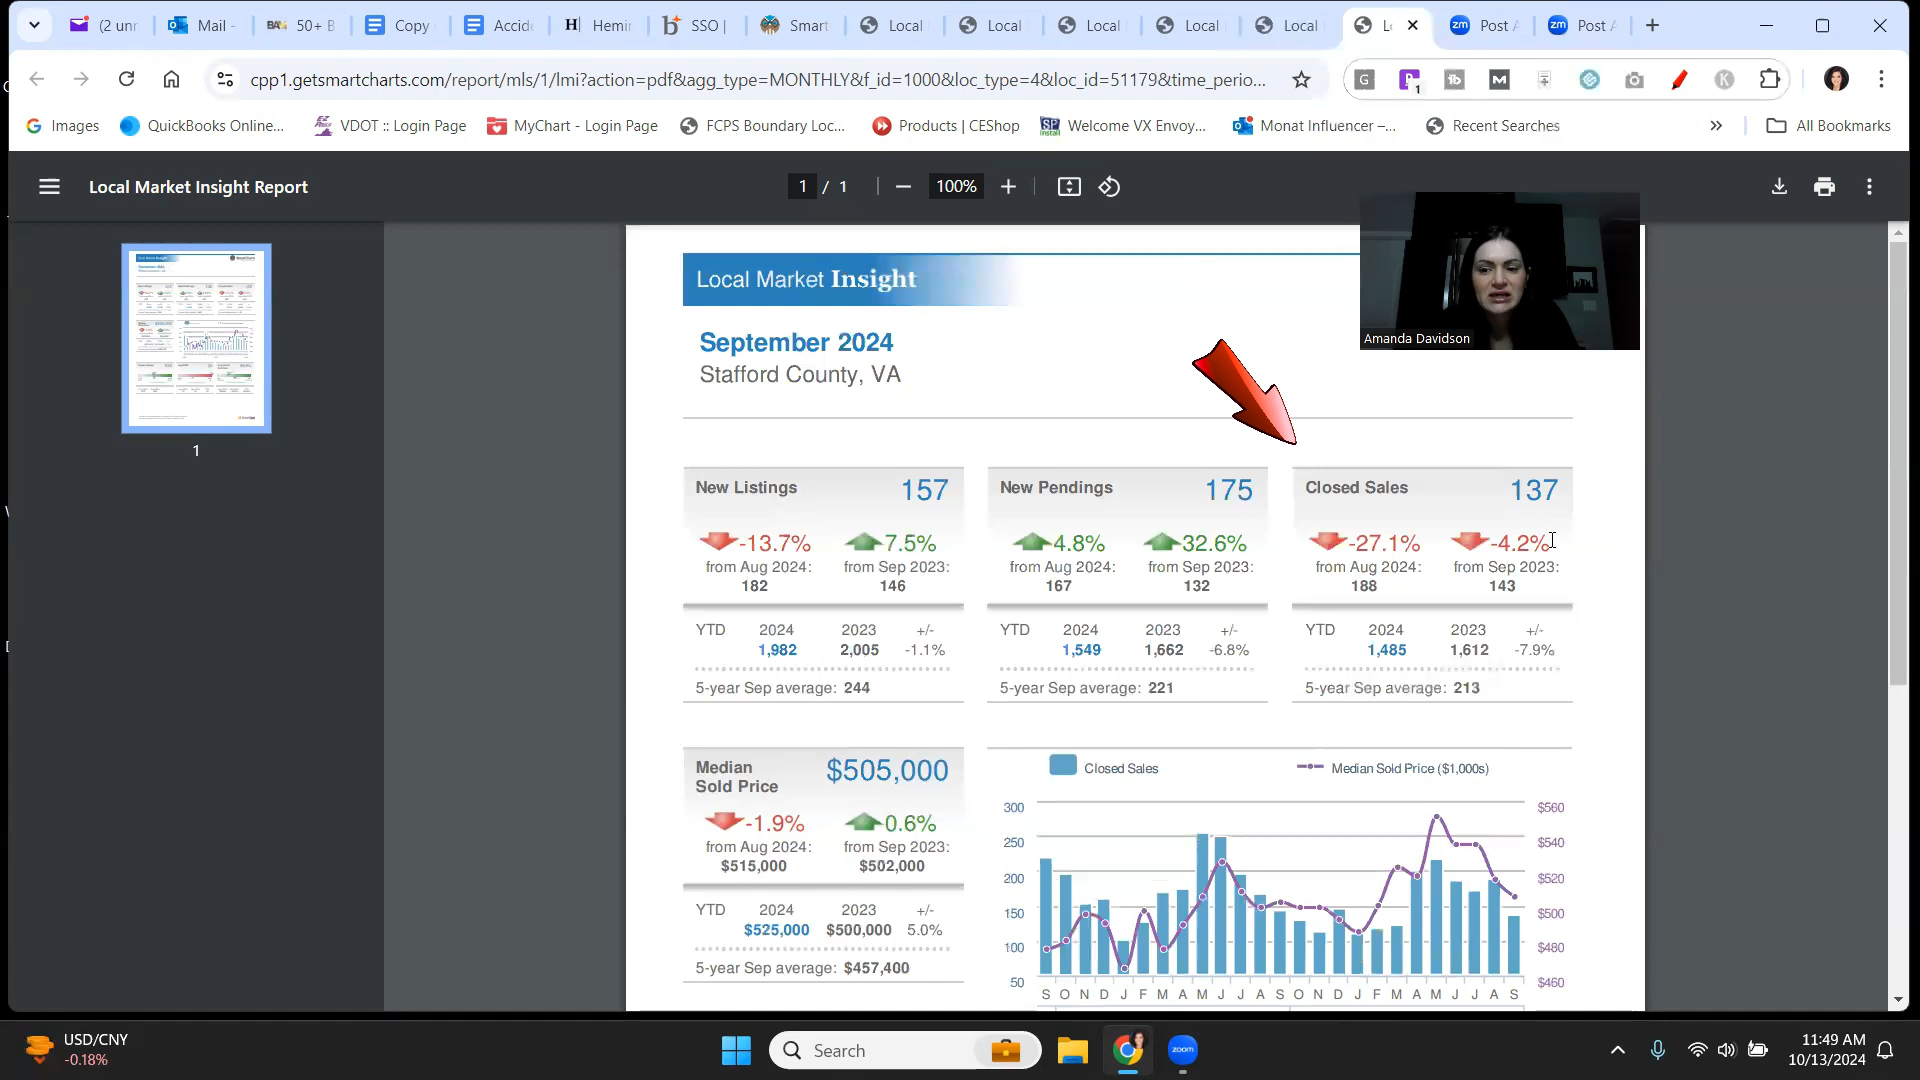 (2 unr
Mail -
BAM 50+ B
Copy
Accid
H Hemin
SSO |
Smart
Local
Local
Local
Local
Local
zm Post A
zm Post A
cpp1.getsmartcharts.com/report/mls/1/lmi?action=pdf&agg_type=MONTHLY&f_id=1000&loc_type=4&loc_id=51179&time_perio...
Images
QuickBooks Online...
VDOT :: Login Page
MyChart - Login Page
FCPS Boundary Loc...
Products | CEShop
Welcome VX Envoy...
Monat Influencer –...
Recent Searches
All Bookmarks
Local Market Insight Report
1 / 1
100%
Amanda Davidson
1
Local Market Insight
September 2024
Stafford County, VA
New Listings 157
-13.7% 7.5%
from Aug 2024: from Sep 2023:
182 146
YTD 2024 2023 +/-
1,982 2,005 -1.1%
5-year Sep average: 244
New Pendings 175
4.8% 32.6%
from Aug 2024: from Sep 2023:
167 132
YTD 2024 2023 +/-
1,549 1,662 -6.8%
5-year Sep average: 221
Closed Sales 137
-27.1% -4.2%
from Aug 2024: from Sep 2023:
188 143
YTD 2024 2023 +/-
1,485 1,612 -7.9%
5-year Sep average: 213
Median
Sold Price $505,000
-1.9% 0.6%
from Aug 2024: from Sep 2023:
$515,000 $502,000
YTD 2024 2023 +/-
$525,000 $500,000 5.0%
5-year Sep average: $457,400
Closed Sales Median Sold Price ($1,000s)
300 $560
250 $540
200 $520
150 $500
100 $480
50 $460
S O N D J F M A M J J A S O N D J F M A M J J A S
USD/CNY
-0.18%
Search
zoom
11:49 AM
10/13/2024